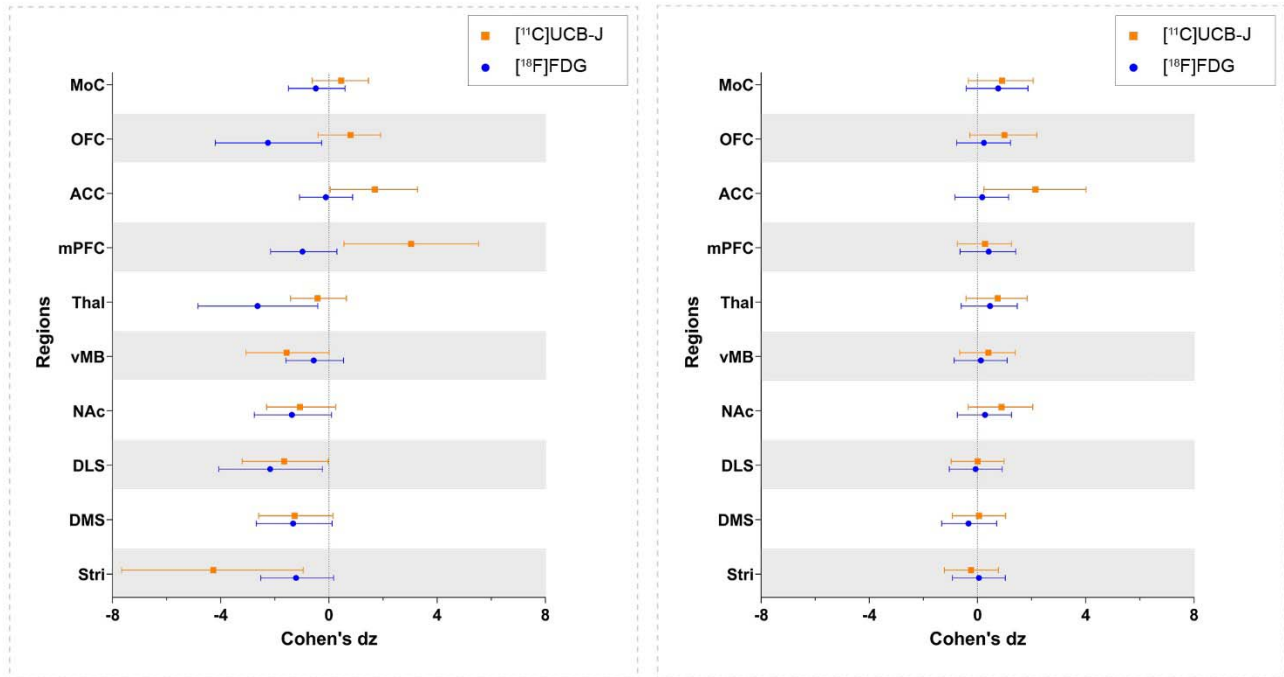 [¹¹C]UCB-J
[¹⁸F]FDG
MoC
OFC
ACC
mPFC
Thal
vMB
NAc
DLS
DMS
Stri
Regions
-8 -4 0 4 8
Cohen's dz
[¹¹C]UCB-J
[¹⁸F]FDG
MoC
OFC
ACC
mPFC
Thal
vMB
NAc
DLS
DMS
Stri
Regions
-8 -4 0 4 8
Cohen's dz